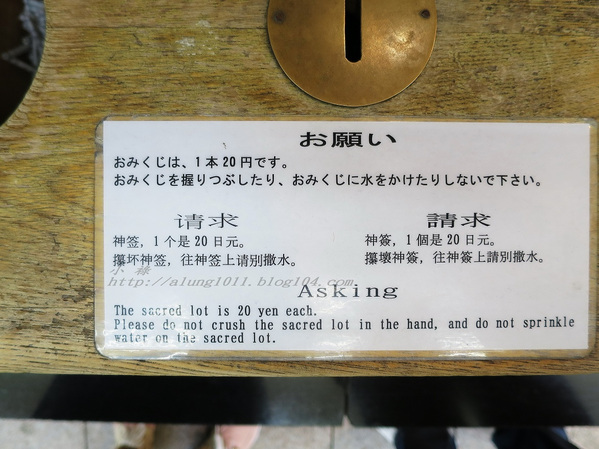 お願い
おみくじは、1本20円です。
おみくじを握りつぶしたり、おみくじに水をかけたりしないで下さい。
请求
神签，1个是20日元。
攥坏神签，往神签上请别撒水。
請求
神簽，1個是20日元。
攥壞神簽，往神簽上請別撒水。
小 祿
http://alung1011.blog104.com
Asking
The sacred lot is 20 yen each.
Please do not crush the sacred lot in the hand, and do not sprinkle
water on the sacred lot.